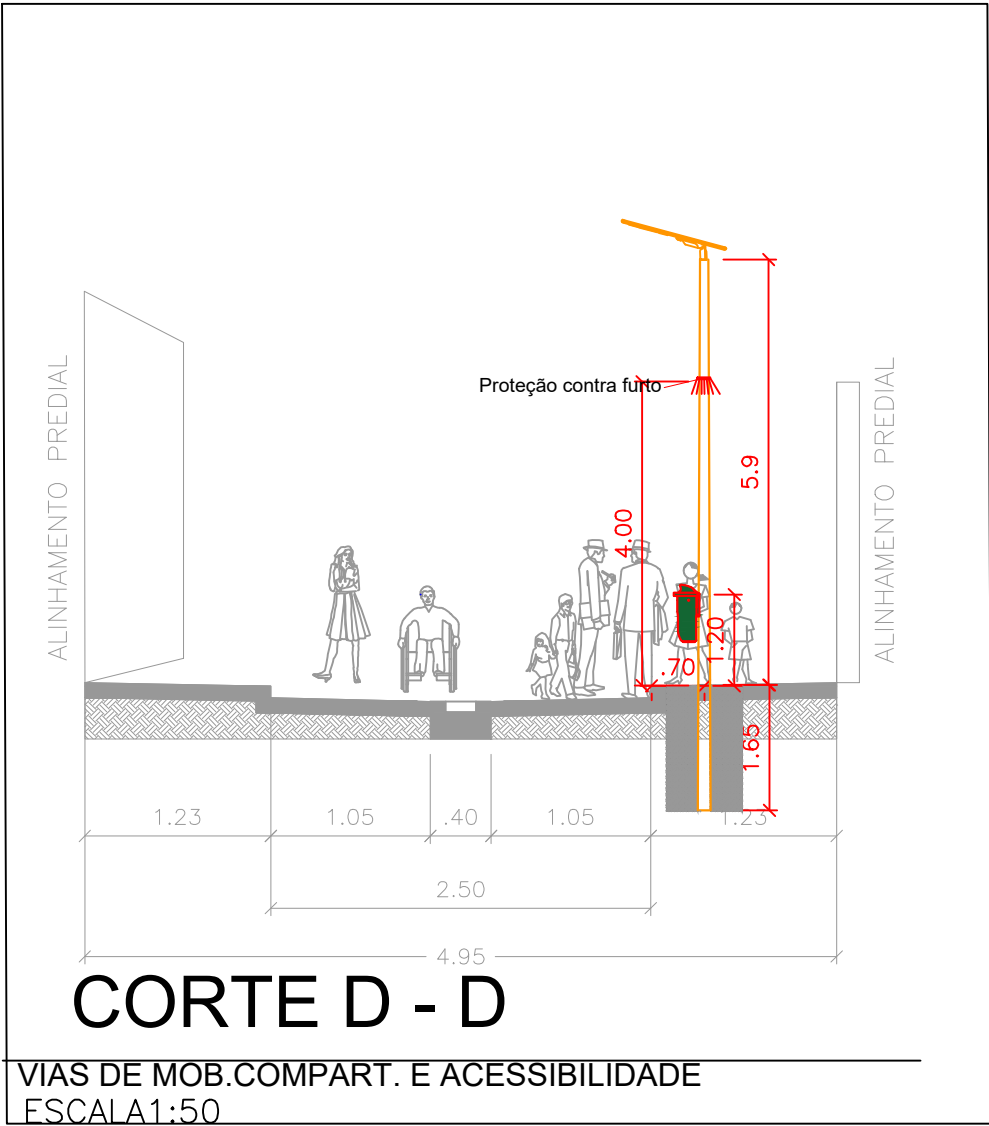 Proteção contra furto
ALINHAMENTO PREDIAL
ALINHAMENTO PREDIAL
5.9
4.00
1.20
.70
1.65
1.23
1.05
.40
1.05
1.23
2.50
4.95
CORTE D - D
VIAS DE MOB.COMPART. E ACESSIBILIDADE
ESCALA1:50